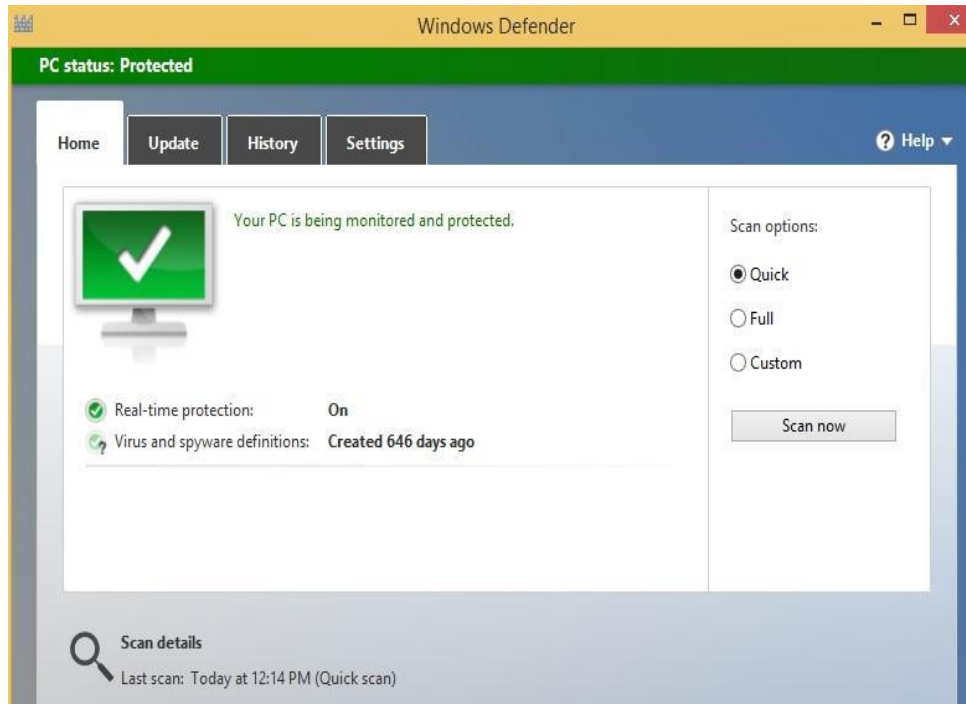 Windows Defender
PC status: Protected
Home Update History Settings Help
Your PC is being monitored and protected.
Scan options:
Quick
Full
Custom
Scan now
Real-time protection: On
Virus and spyware definitions: Created 646 days ago
Scan details
Last scan: Today at 12:14 PM (Quick scan)